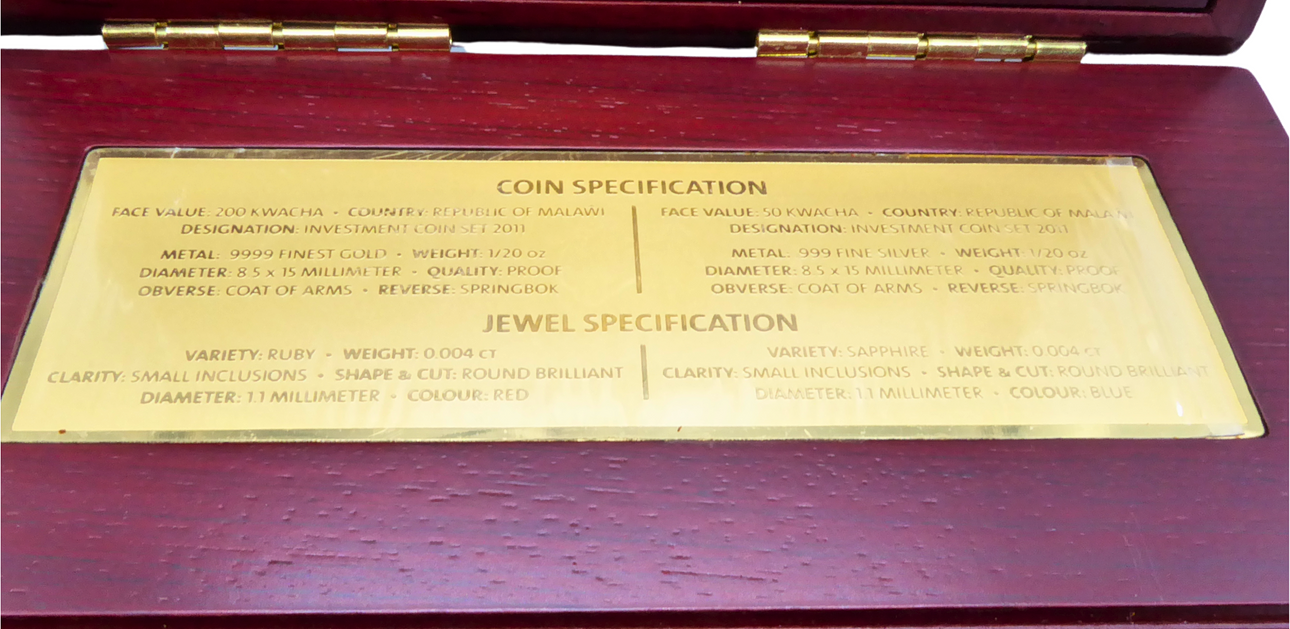 COIN SPECIFICATION
FACE VALUE: 200 KWACHA • COUNTRY: REPUBLIC OF MALAWI
DESIGNATION: INVESTMENT COIN SET 2011
METAL: 9999 FINEST GOLD • WEIGHT: 1/20 oz
DIAMETER: 8.5 x 15 MILLIMETER • QUALITY: PROOF
OBVERSE: COAT OF ARMS • REVERSE: SPRINGBOK
FACE VALUE: 50 KWACHA • COUNTRY: REPUBLIC OF MALAWI
DESIGNATION: INVESTMENT COIN SET 2011
METAL: 999 FINE SILVER • WEIGHT: 1/20 oz
DIAMETER: 8.5 x 15 MILLIMETER • QUALITY: PROOF
OBVERSE: COAT OF ARMS • REVERSE: SPRINGBOK
JEWEL SPECIFICATION
VARIETY: RUBY • WEIGHT: 0.004 CT
CLARITY: SMALL INCLUSIONS • SHAPE & CUT: ROUND BRILLIANT
DIAMETER: 1.1 MILLIMETER • COLOUR: RED
VARIETY: SAPPHIRE • WEIGHT: 0.004 CT
CLARITY: SMALL INCLUSIONS • SHAPE & CUT: ROUND BRILLIANT
DIAMETER: 1.1 MILLIMETER • COLOUR: BLUE